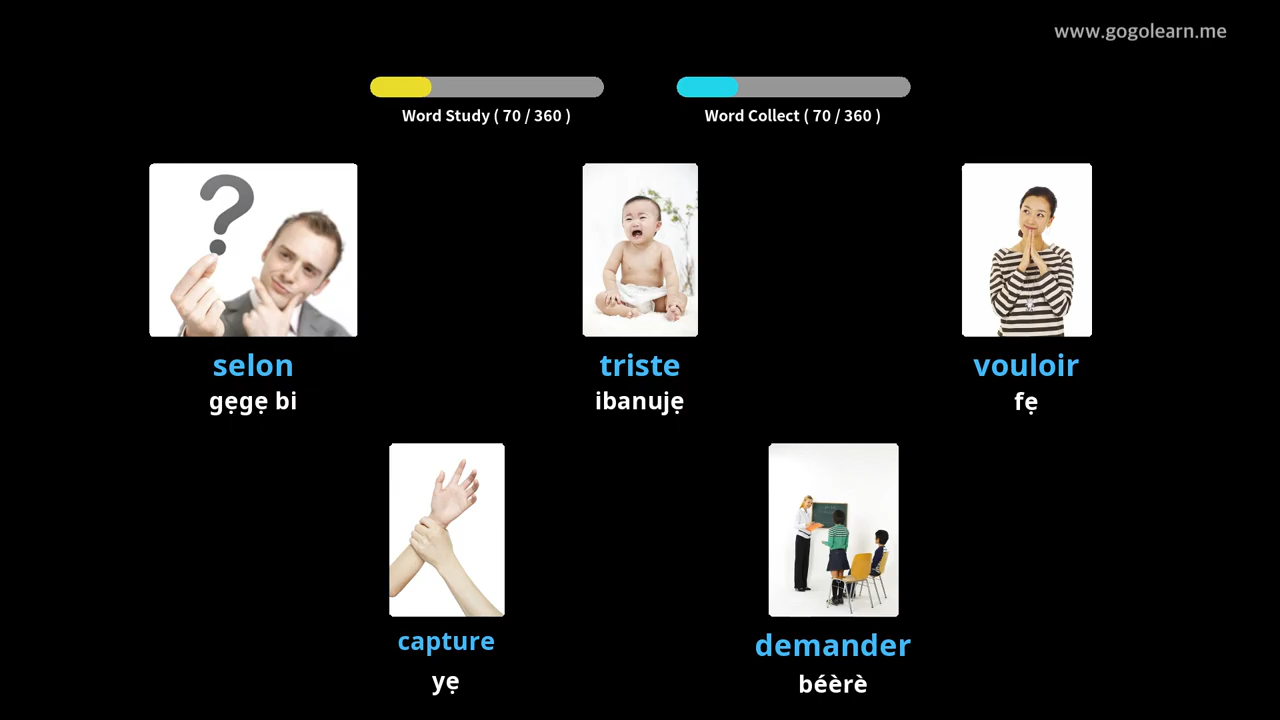 www.gogolearn.me
Word Study ( 70 / 360 )
Word Collect ( 70 / 360 )
selon
gẹgẹ bi
triste
ibanujẹ
vouloir
fẹ
capture
yẹ
demander
béèrè